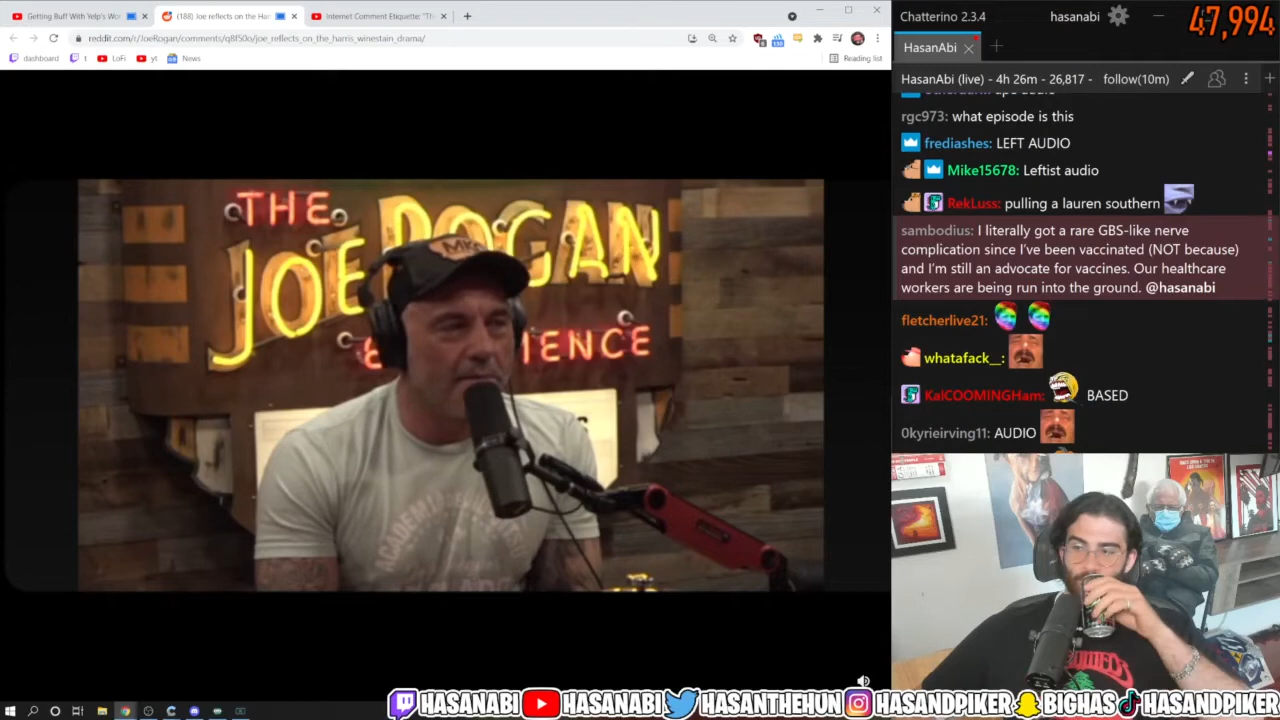 Getting Buff With Yelp's Wo
(188) Joe reflects on the Har
Internet Comment Etiquette: "Th
reddit.com/r/JoeRogan/comments/q8f50o/joe_reflects_on_the_harris_winestain_drama/
dashboard
t
LoFi
yt
News
Reading list
THE
JOE ROGAN
IENCE
Chatterino 2.3.4
hasanabi
47,994
HasanAbi
HasanAbi (live) - 4h 26m - 26,817 - follow(10m)
rgc973: what episode is this
frediashes: LEFT AUDIO
Mike15678: Leftist audio
RekLuss: pulling a lauren southern
sambodius: I literally got a rare GBS-like nerve
complication since I've been vaccinated (NOT because)
and I'm still an advocate for vaccines. Our healthcare
workers are being run into the ground. @hasanabi
fletcherlive21:
whatafack__:
KalCOOMINGHam: BASED
0kyrieirving11: AUDIO
HASANABI HASANABI HASANTHEHUN HASANDPIKER BIGHAS HASANDPIKER